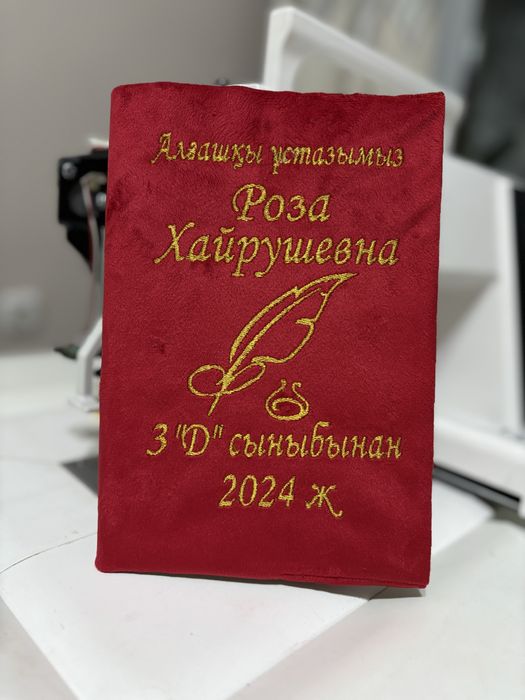 Алғашқы ұстазымыз
Роза
Хайрушевна
3 "Д" сыныбынан
2024 ж